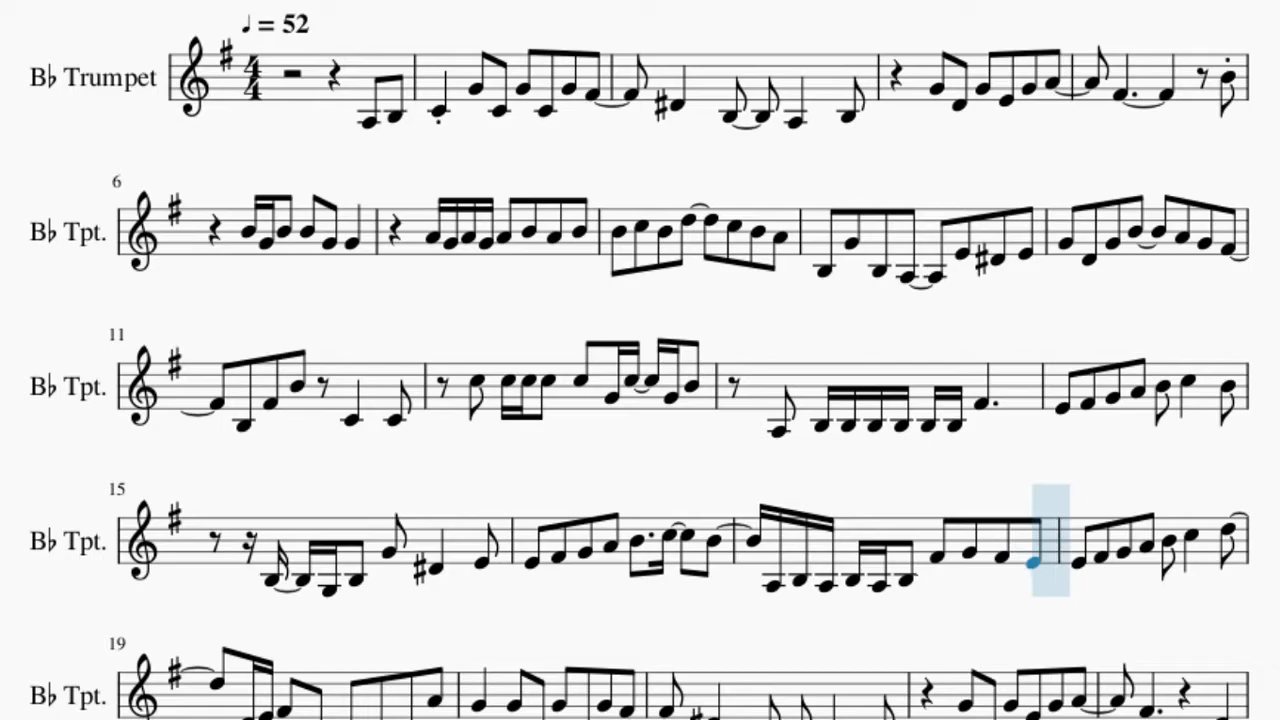 ♩ = 52
B♭ Trumpet
4
4
6
B♭ Tpt.
11
B♭ Tpt.
15
B♭ Tpt.
19
B♭ Tpt.